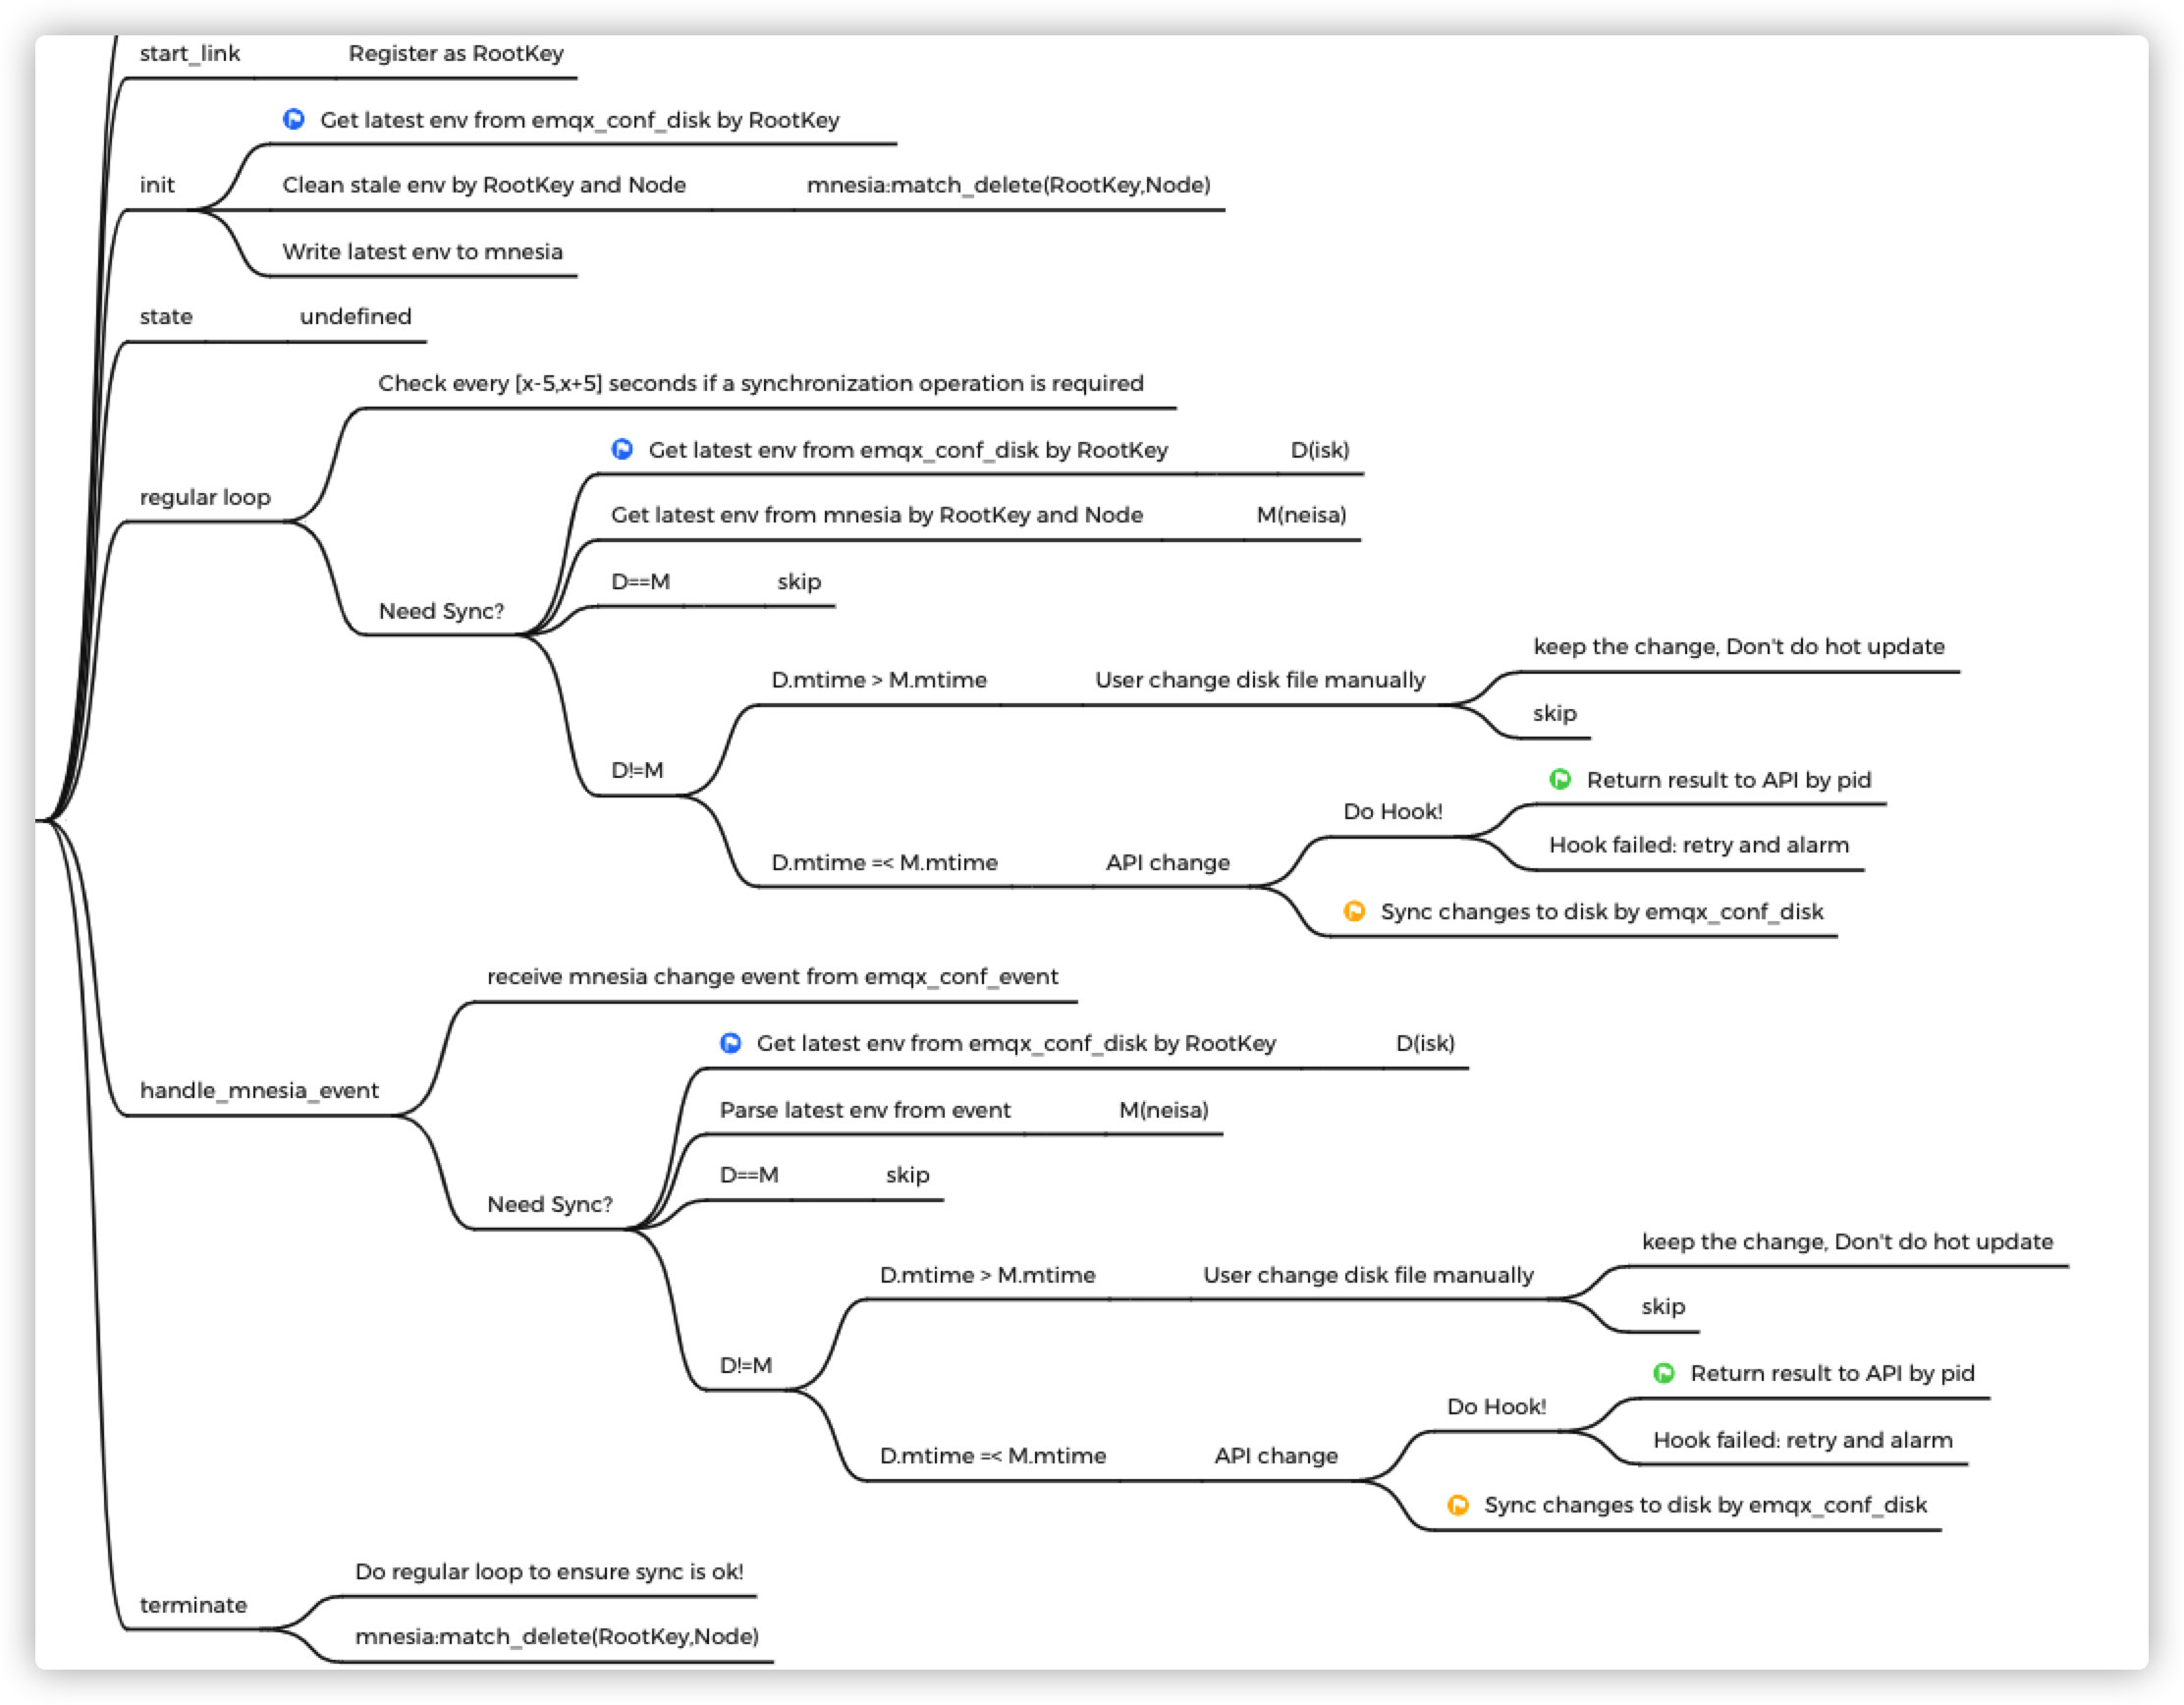 start_link
Register as RootKey
Get latest env from emqx_conf_disk by RootKey
init
Clean stale env by RootKey and Node
mnesia:match_delete(RootKey,Node)
Write latest env to mnesia
state
undefined
Check every [x-5,x+5] seconds if a synchronization operation is required
regular loop
Get latest env from emqx_conf_disk by RootKey
D(isk)
Get latest env from mnesia by RootKey and Node
M(neisa)
D==M
skip
Need Sync?
keep the change, Don't do hot update
D.mtime > M.mtime
User change disk file manually
skip
D!=M
Return result to API by pid
Do Hook!
Hook failed: retry and alarm
D.mtime =< M.mtime
API change
Sync changes to disk by emqx_conf_disk
receive mnesia change event from emqx_conf_event
handle_mnesia_event
Get latest env from emqx_conf_disk by RootKey
D(isk)
Parse latest env from event
M(neisa)
D==M
skip
Need Sync?
keep the change, Don't do hot update
D.mtime > M.mtime
User change disk file manually
skip
D!=M
Return result to API by pid
Do Hook!
Hook failed: retry and alarm
D.mtime =< M.mtime
API change
Sync changes to disk by emqx_conf_disk
Do regular loop to ensure sync is ok!
terminate
mnesia:match_delete(RootKey,Node)